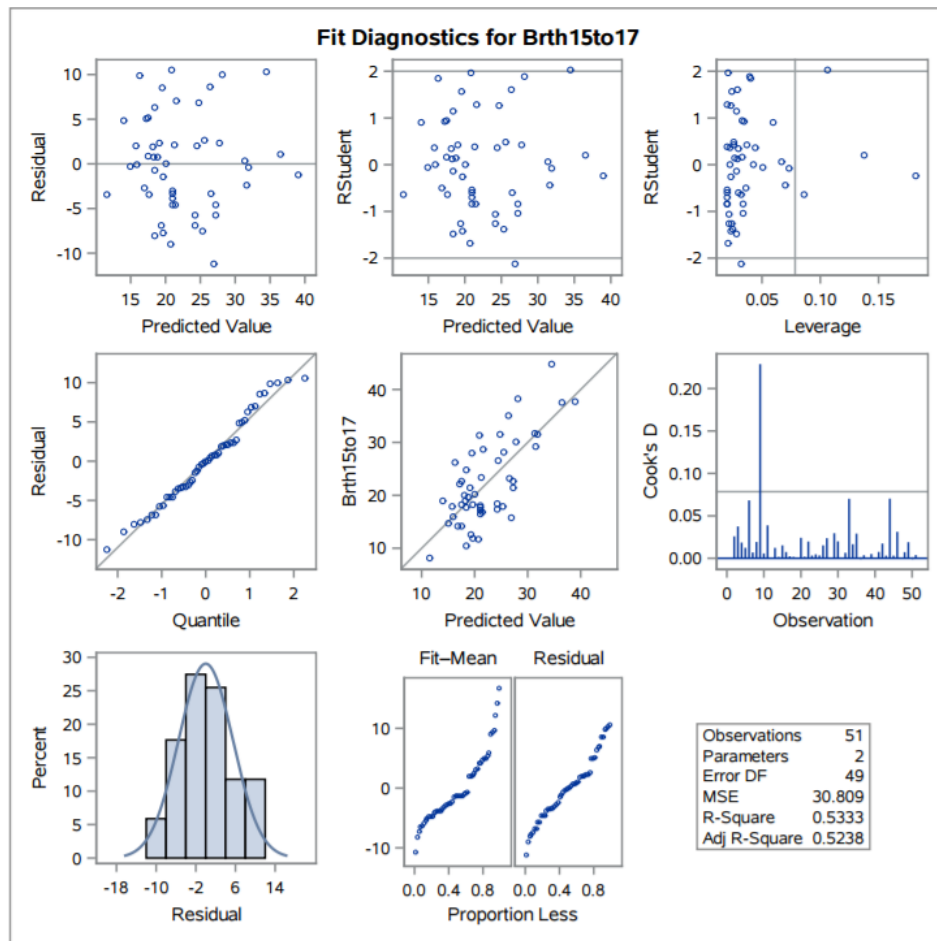 Fit Diagnostics for Brth15to17
Residual
10
5
0
-5
-10
15 20 25 30 35 40
Predicted Value
RStudent
2
1
0
-1
-2
15 20 25 30 35 40
Predicted Value
RStudent
2
1
0
-1
-2
0.05 0.10 0.15
Leverage
Residual
10
5
0
-5
-10
-2 -1 0 1 2
Quantile
Brth15to17
40
30
20
10
10 20 30 40
Predicted Value
Cook's D
0.20
0.15
0.10
0.05
0.00
0 10 20 30 40 50
Observation
Percent
30
25
20
15
10
5
0
-18 -10 -2 6 14
Residual
Fit–Mean Residual
10
0
-10
0.0 0.4 0.8 0.0 0.4 0.8
Proportion Less
Observations 51
Parameters 2
Error DF 49
MSE 30.809
R-Square 0.5333
Adj R-Square 0.5238